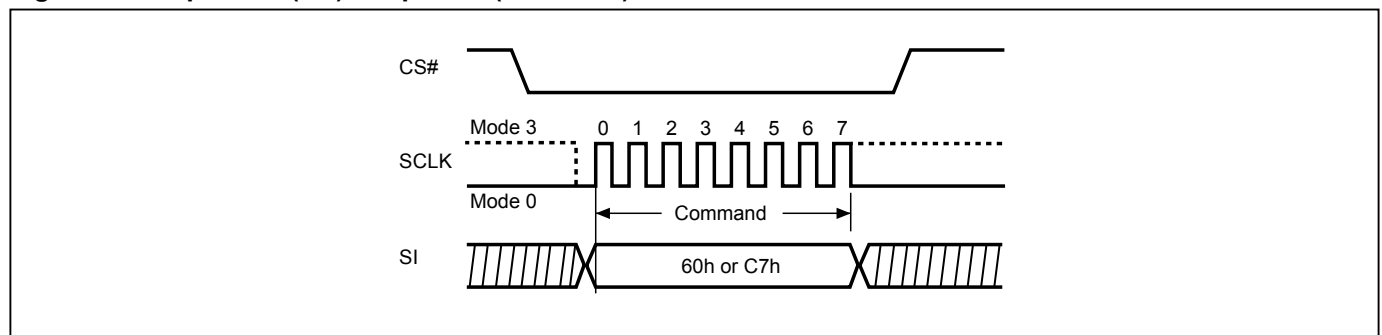 CS#
Mode 3
0 1 2 3 4 5 6 7
SCLK
Mode 0
Command
SI
60h or C7h